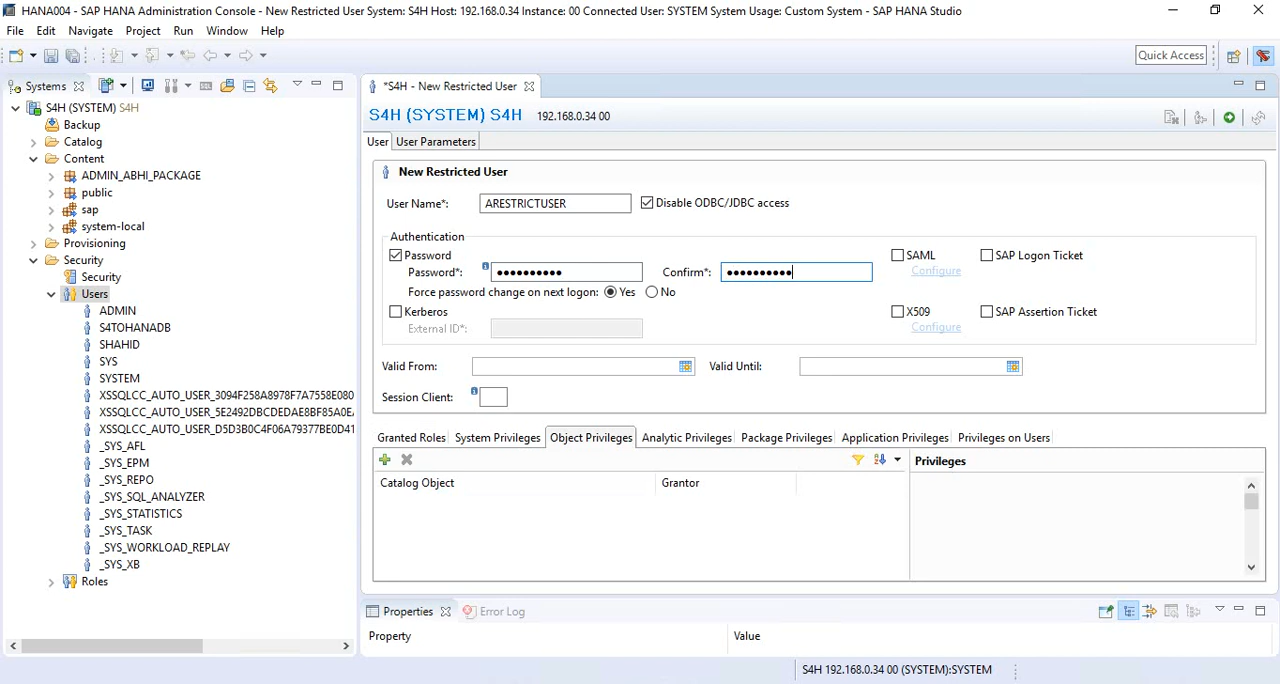 HANA004 - SAP HANA Administration Console - New Restricted User System: S4H Host: 192.168.0.34 Instance: 00 Connected User: SYSTEM System Usage: Custom System - SAP HANA Studio
File Edit Navigate Project Run Window Help
Quick Access
Systems
*S4H - New Restricted User
S4H (SYSTEM) S4H
Backup
Catalog
Content
ADMIN_ABHI_PACKAGE
public
sap
system-local
Provisioning
Security
Security
Users
ADMIN
S4TOHANADB
SHAHID
SYS
SYSTEM
XSSQLCC_AUTO_USER_3094F258A8978F7A7558E080
XSSQLCC_AUTO_USER_5E2492DBCDEDAE8BF85A0E
XSSQLCC_AUTO_USER_D5D3B0C4F06A79377BE0D41
_SYS_AFL
_SYS_EPM
_SYS_REPO
_SYS_SQL_ANALYZER
_SYS_STATISTICS
_SYS_TASK
_SYS_WORKLOAD_REPLAY
_SYS_XB
Roles
S4H (SYSTEM) S4H 192.168.0.34 00
User User Parameters
New Restricted User
User Name*: ARESTRICTUSER Disable ODBC/JDBC access
Authentication
Password SAML SAP Logon Ticket
Password*: ●●●●●●●●●● Confirm*: ●●●●●●●●●● Configure
Force password change on next logon: Yes No
Kerberos X509 SAP Assertion Ticket
External ID*: Configure
Valid From: Valid Until:
Session Client:
Granted Roles System Privileges Object Privileges Analytic Privileges Package Privileges Application Privileges Privileges on Users
Privileges
Catalog Object Grantor
Properties Error Log
Property Value
S4H 192.168.0.34 00 (SYSTEM):SYSTEM